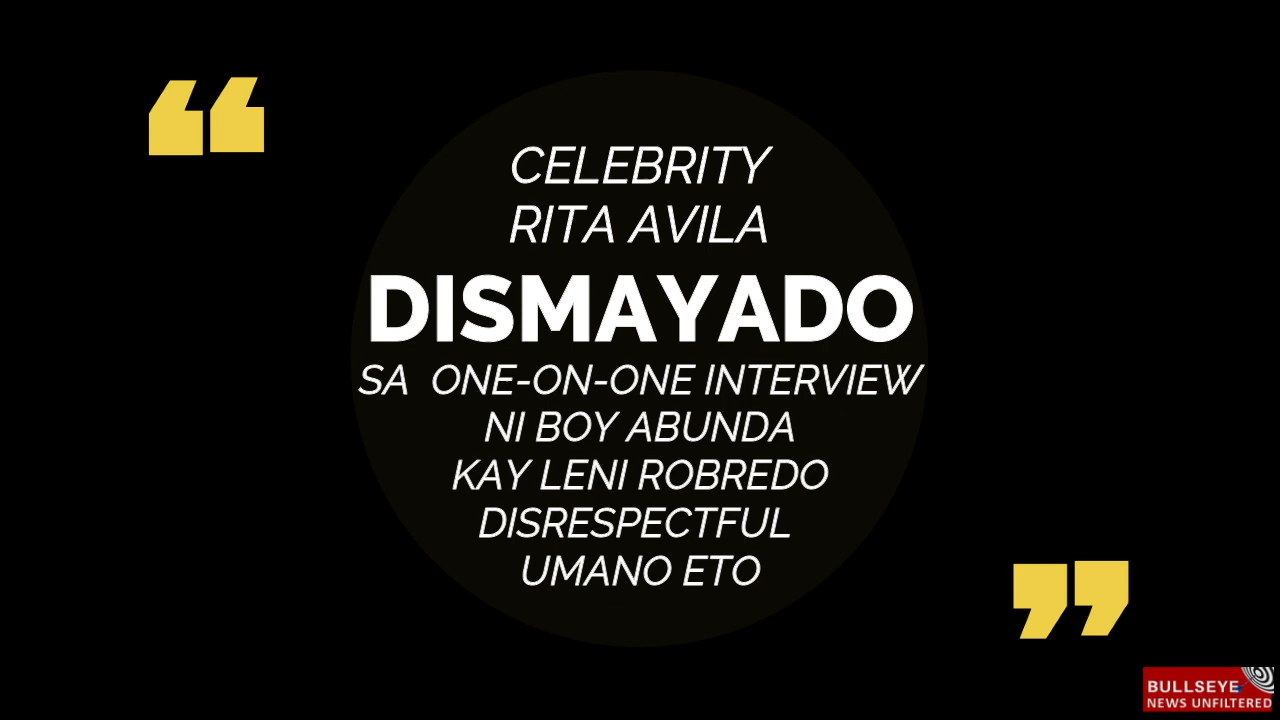 CELEBRITY
RITA AVILA
DISMAYADO
SA ONE-ON-ONE INTERVIEW
NI BOY ABUNDA
KAY LENI ROBREDO
DISRESPECTFUL
UMANO ETO
BULLSEYE
NEWS UNFILTERED